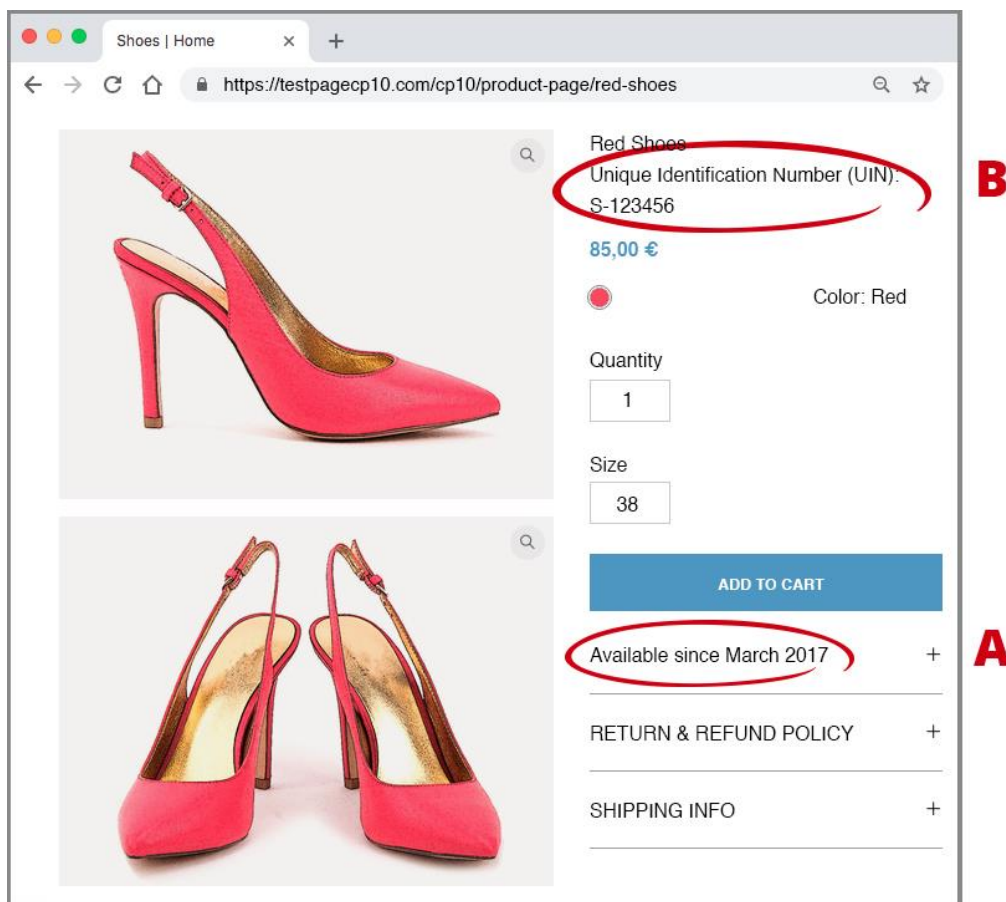 Shoes | Home
https://testpagecp10.com/cp10/product-page/red-shoes
Red Shoes
Unique Identification Number (UIN):
S-123456
B
85,00 €
Color: Red
Quantity
1
Size
38
ADD TO CART
Available since March 2017
A
RETURN & REFUND POLICY
SHIPPING INFO